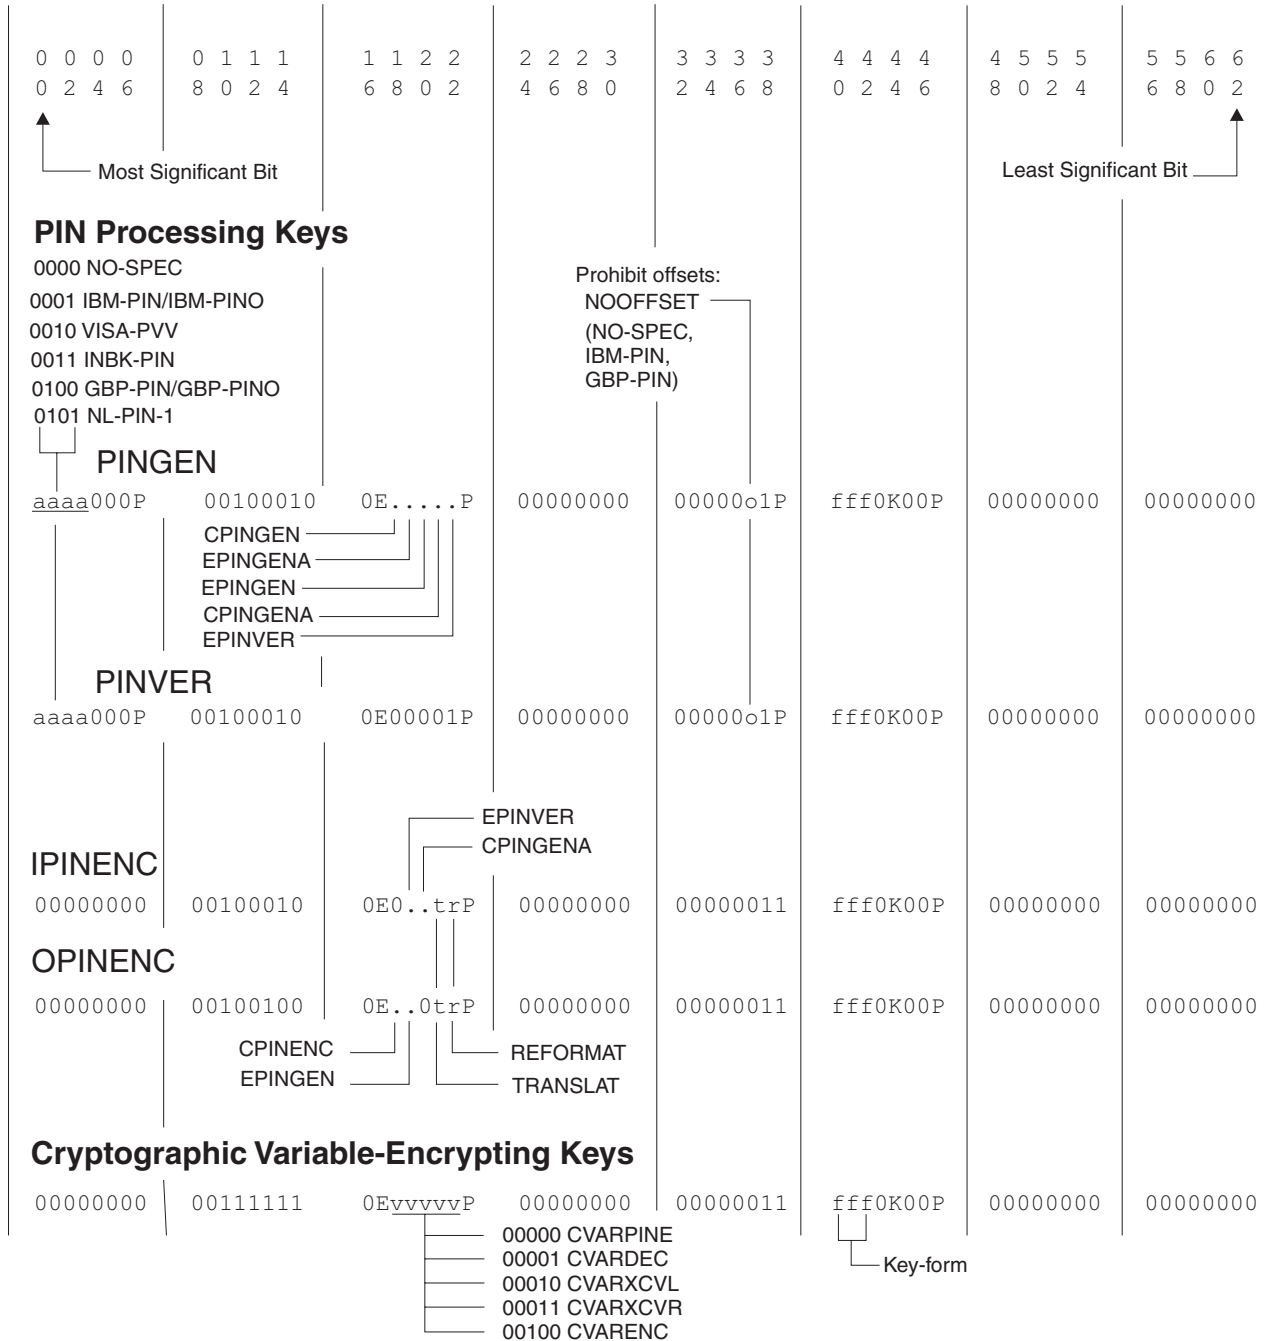 0 0 0 0 0 1 1 1 1 1 2 2 2 2 2 3 3 3 3 3 4 4 4 4 4 5 5 5 5 5 6 6
0 2 4 6 8 0 2 4 6 8 0 2 4 6 8 0 2 4 6 8 0 2 4 6 8 0 2 4 6 8 0 2
Most Significant Bit Least Significant Bit
PIN Processing Keys
0000 NO-SPEC
0001 IBM-PIN/IBM-PINO
0010 VISA-PVV
0011 INBK-PIN
0100 GBP-PIN/GBP-PINO
0101 NL-PIN-1
Prohibit offsets:
NOOFFSET
(NO-SPEC,
IBM-PIN,
GBP-PIN)
PINGEN
aaaa000P 00100010 0E.....P 00000000 00000o1P fff0K00P 00000000 00000000
CPINGEN
EPINGENA
EPINGEN
CPINGENA
EPINVER
PINVER
aaaa000P 00100010 0E00001P 00000000 00000o1P fff0K00P 00000000 00000000
EPINVER
CPINGENA
IPINENC
00000000 00100010 0E0..trP 00000000 00000011 fff0K00P 00000000 00000000
OPINENC
00000000 00100100 0E..0trP 00000000 00000011 fff0K00P 00000000 00000000
CPINENC REFORMAT
EPINGEN TRANSLAT
Cryptographic Variable-Encrypting Keys
00000000 00111111 0EvvvvvP 00000000 00000011 fff0K00P 00000000 00000000
00000 CVARPINE
00001 CVARDEC
00010 CVARXCVL
00011 CVARXCVR
00100 CVARENC
Key-form